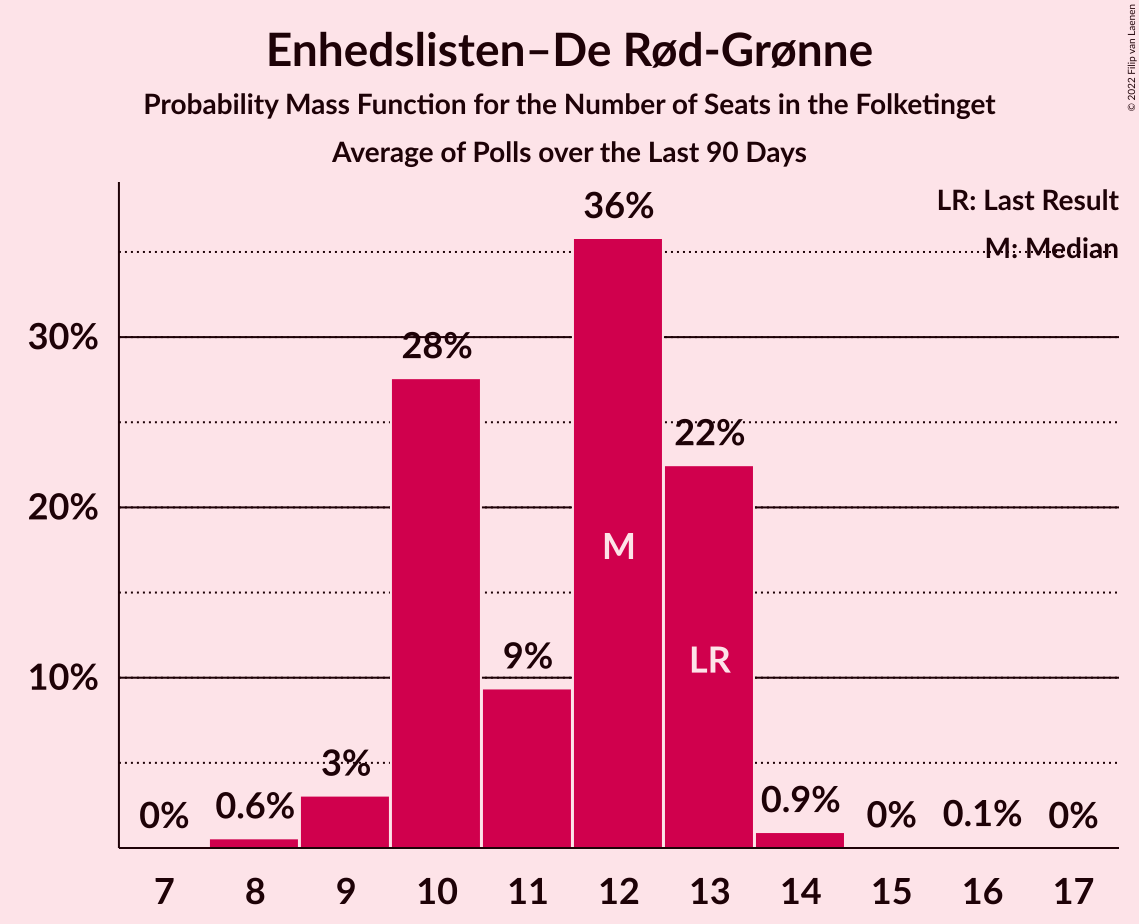 Enhedslisten–De Rød-Grønne
Probability Mass Function for the Number of Seats in the Folketinget
Average of Polls over the Last 90 Days
© 2022 Filip van Laenen
LR: Last Result
M: Median
36%
30%
28%
22%
20%
M
LR
10%
9%
3%
0%
0.6%
0.9%
0%
0.1%
0%
7 8 9 10 11 12 13 14 15 16 17